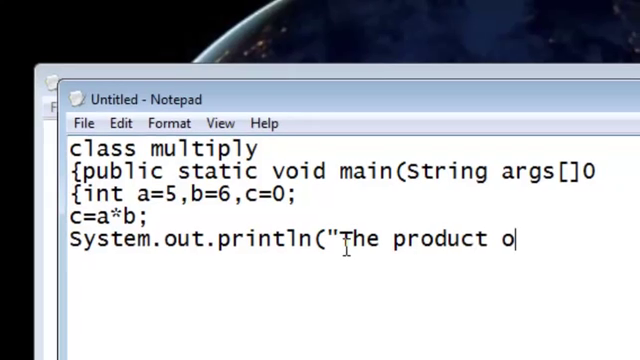 Untitled - Notepad
File Edit Format View Help
class multiply
{public static void main(String args[]0
{int a=5,b=6,c=0;
c=a*b;
System.out.println("The product o